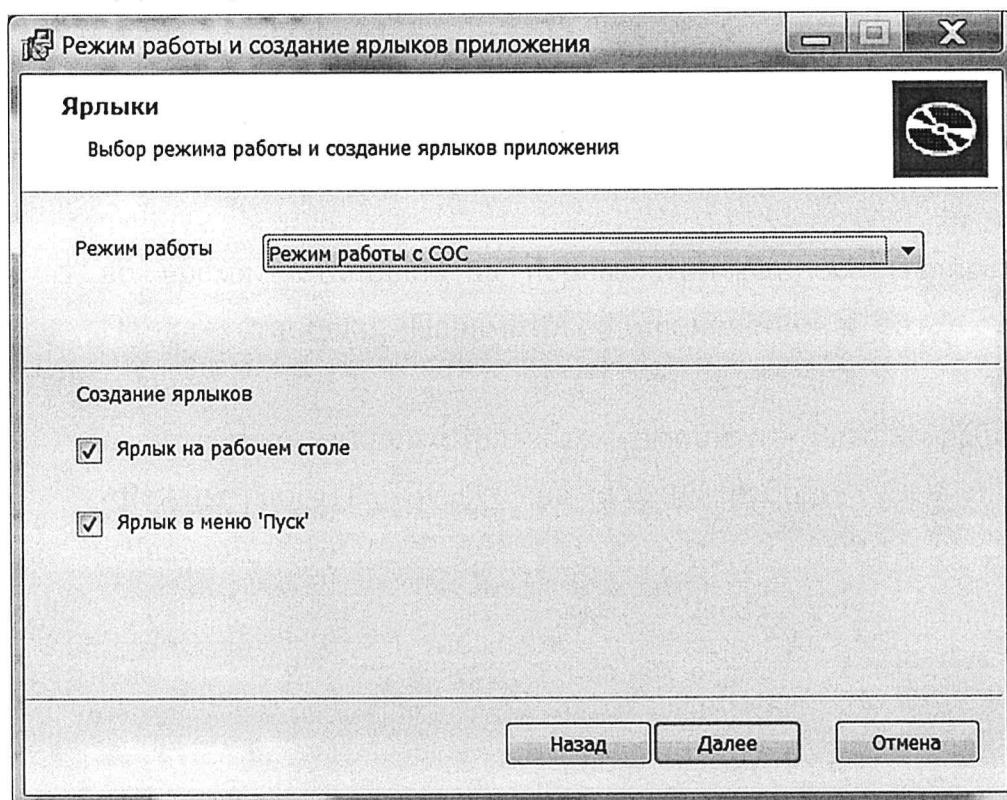 Режим работы и создание ярлыков приложения
Ярлыки
Выбор режима работы и создание ярлыков приложения
Режим работы
Режим работы с СОС
Создание ярлыков
Ярлык на рабочем столе
Ярлык в меню 'Пуск'
Назад
Далее
Отмена